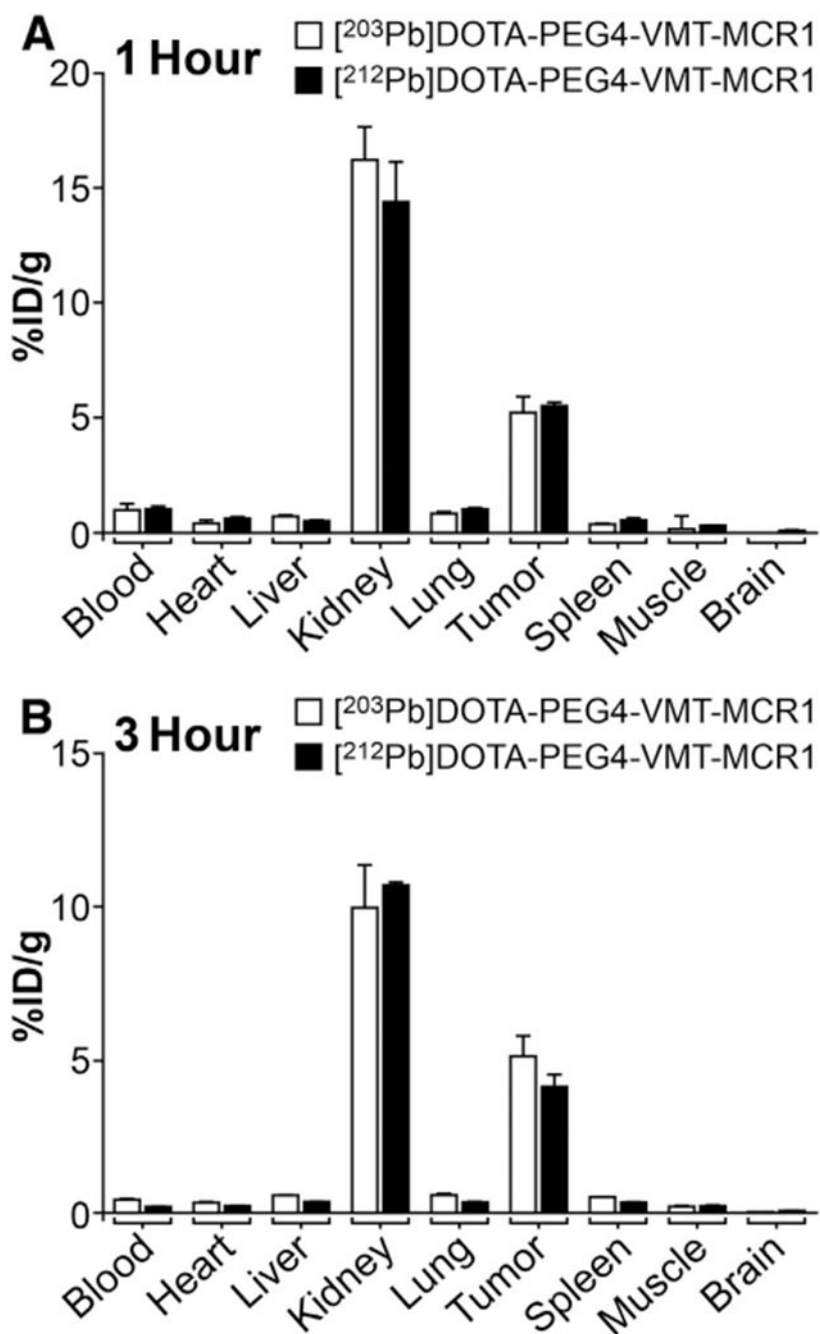 A
1 Hour
[²⁰³Pb]DOTA-PEG4-VMT-MCR1
[²¹²Pb]DOTA-PEG4-VMT-MCR1
20
15
10
5
0
%ID/g
Blood
Heart
Liver
Kidney
Lung
Tumor
Spleen
Muscle
Brain
B
3 Hour
[²⁰³Pb]DOTA-PEG4-VMT-MCR1
[²¹²Pb]DOTA-PEG4-VMT-MCR1
15
10
5
0
%ID/g
Blood
Heart
Liver
Kidney
Lung
Tumor
Spleen
Muscle
Brain